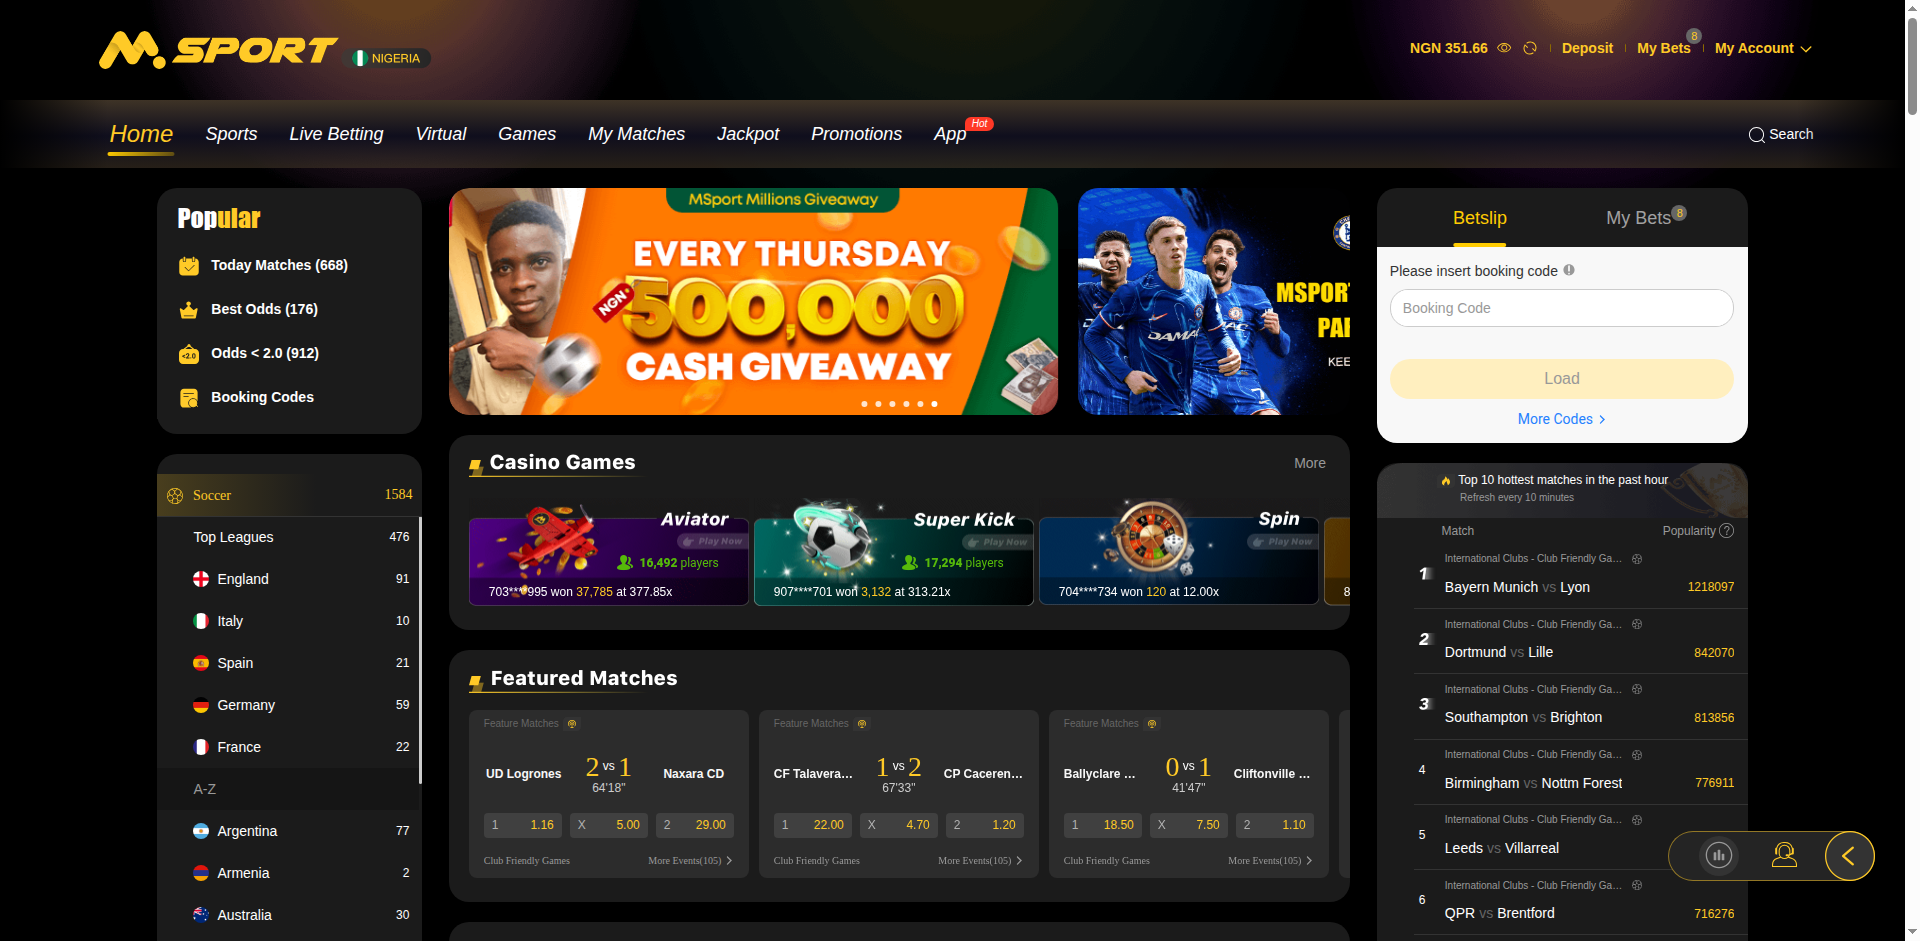 M.SPORT
NIGERIA
NGN 351.66
Deposit
My Bets
8
My Account
Home
Sports
Live Betting
Virtual
Games
My Matches
Jackpot
Promotions
App
Hot
Search
Popular
Today Matches (668)
Best Odds (176)
Odds < 2.0 (912)
Booking Codes
Soccer 1584
Top Leagues 476
England 91
Italy 10
Spain 21
Germany 59
France 22
A-Z
Argentina 77
Armenia 2
Australia 30
MSport Millions Giveaway
EVERY THURSDAY
NGN
500,000
CASH GIVEAWAY
MSPORT
PAR
KEE
Casino Games
More
Aviator
Play Now
16,492 players
703****995 won 37,785 at 377.85x
Super Kick
Play Now
17,294 players
907****701 won 3,132 at 313.21x
Spin
Play Now
704****734 won 120 at 12.00x
8
Featured Matches
Feature Matches
UD Logrones 2 vs 1 Naxara CD
64'18"
1 1.16 X 5.00 2 29.00
Club Friendly Games More Events(105)
Feature Matches
CF Talavera... 1 vs 2 CP Caceren...
67'33"
1 22.00 X 4.70 2 1.20
Club Friendly Games More Events(105)
Feature Matches
Ballyclare ... 0 vs 1 Cliftonville ...
41'47"
1 18.50 X 7.50 2 1.10
Club Friendly Games More Events(105)
Betslip
My Bets
8
Please insert booking code
Booking Code
Load
More Codes
Top 10 hottest matches in the past hour
Refresh every 10 minutes
Match Popularity ?
International Clubs - Club Friendly Ga...
1 Bayern Munich vs Lyon 1218097
International Clubs - Club Friendly Ga...
2 Dortmund vs Lille 842070
International Clubs - Club Friendly Ga...
3 Southampton vs Brighton 813856
International Clubs - Club Friendly Ga...
4 Birmingham vs Nottm Forest 776911
International Clubs - Club Friendly Ga...
5 Leeds vs Villarreal
International Clubs - Club Friendly Ga...
6 QPR vs Brentford 716276